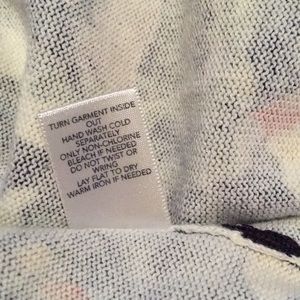 TURN GARMENT INSIDE
OUT
HAND WASH COLD
SEPARATELY
ONLY NON-CHLORINE
BLEACH IF NEEDED
DO NOT TWIST OR
WRING
LAY FLAT TO DRY
WARM IRON IF NEEDED